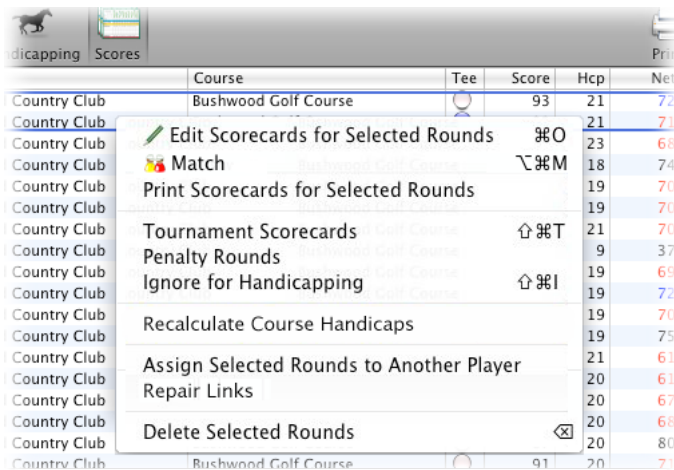 dicapping Scores Pri
Course Tee Score Hcp Net
Country Club Bushwood Golf Course 93 21 72
Country Club 21 71
Country Club 23 68
Country Club 18 74
Country Club 19 70
Country Club 19 70
Country Club 21 70
Country Club 9 37
Country Club 19 69
Country Club 19 72
Country Club 19 70
Country Club 19 75
Country Club 21 61
Country Club 20 61
Country Club 20 67
Country Club 20 68
Country Club 20 80
Country Club Bushwood Golf Course 91 20 71
Edit Scorecards for Selected Rounds ⌘O
Match ⌥⌘M
Print Scorecards for Selected Rounds
Tournament Scorecards ⇧⌘T
Penalty Rounds
Ignore for Handicapping ⇧⌘I
Recalculate Course Handicaps
Assign Selected Rounds to Another Player
Repair Links
Delete Selected Rounds ⌫